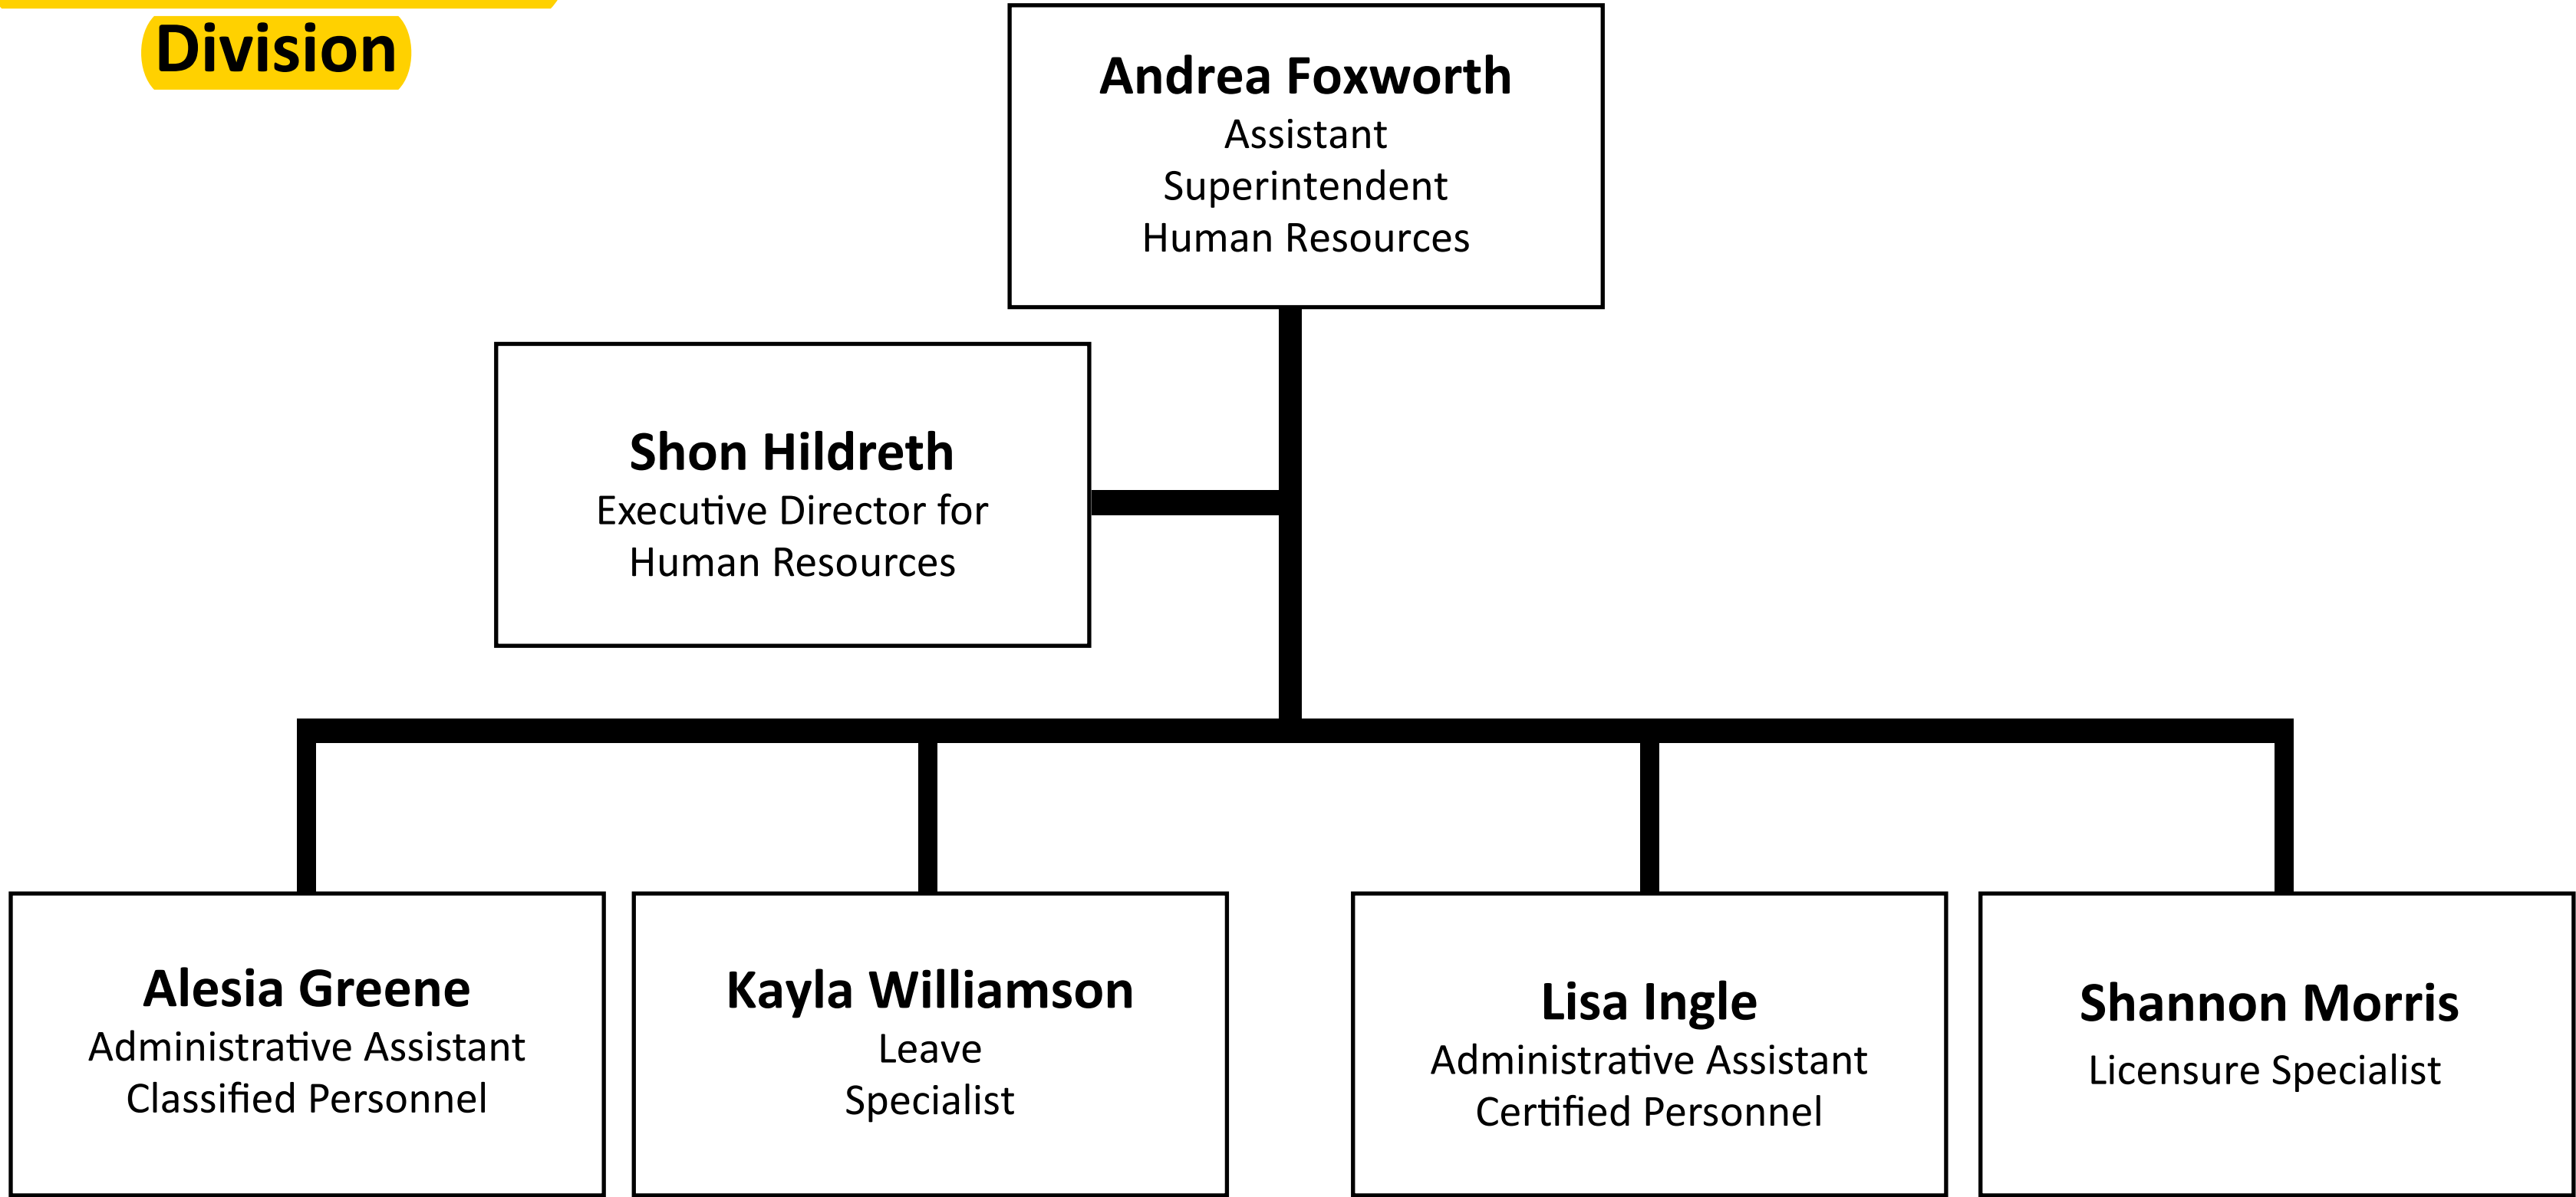 Division
Andrea Foxworth
Assistant
Superintendent
Human Resources
Shon Hildreth
Executive Director for
Human Resources
Alesia Greene
Administrative Assistant
Classified Personnel
Kayla Williamson
Leave
Specialist
Lisa Ingle
Administrative Assistant
Certified Personnel
Shannon Morris
Licensure Specialist